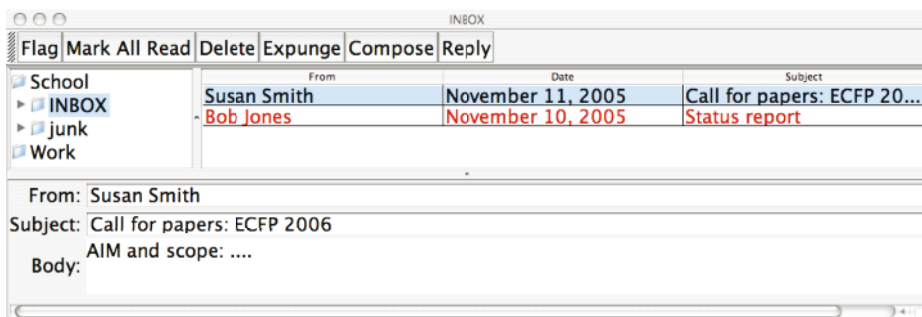 INBOX
Flag Mark All Read Delete Expunge Compose Reply
School
INBOX
junk
Work
From Date Subject
Susan Smith November 11, 2005 Call for papers: ECFP 20...
Bob Jones November 10, 2005 Status report
From: Susan Smith
Subject: Call for papers: ECFP 2006
Body: AIM and scope: ....